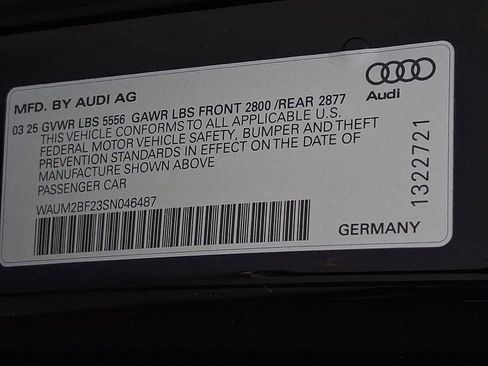 MFD. BY AUDI AG
Audi
03 25 GVWR LBS 5556 GAWR LBS FRONT 2800 /REAR 2877
THIS VEHICLE CONFORMS TO ALL APPLICABLE U.S.
FEDERAL MOTOR VEHICLE SAFETY, BUMPER AND THEFT
PREVENTION STANDARDS IN EFFECT ON THE DATE OF
MANUFACTURE SHOWN ABOVE
PASSENGER CAR
WAUM2BF23SN046487
GERMANY
1322721